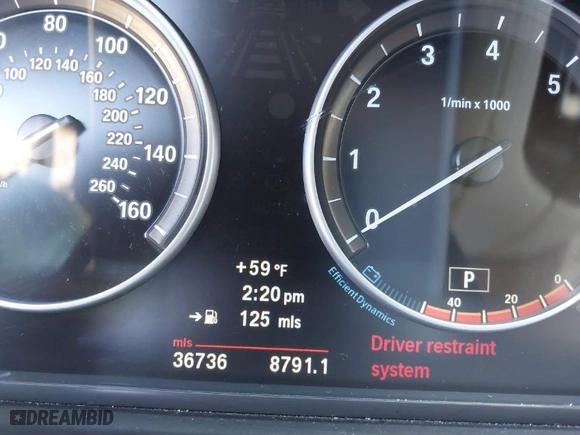 80
100
120
140
160
100
120
140
160
180
200
220
240
260
0
1
2
3
4
5
1/min x 1000
+59 °F
2:20 pm
125 mls
mls
36736 8791.1
P
EfficientDynamics
40 20 0
Driver restraint
system
DREAMBID